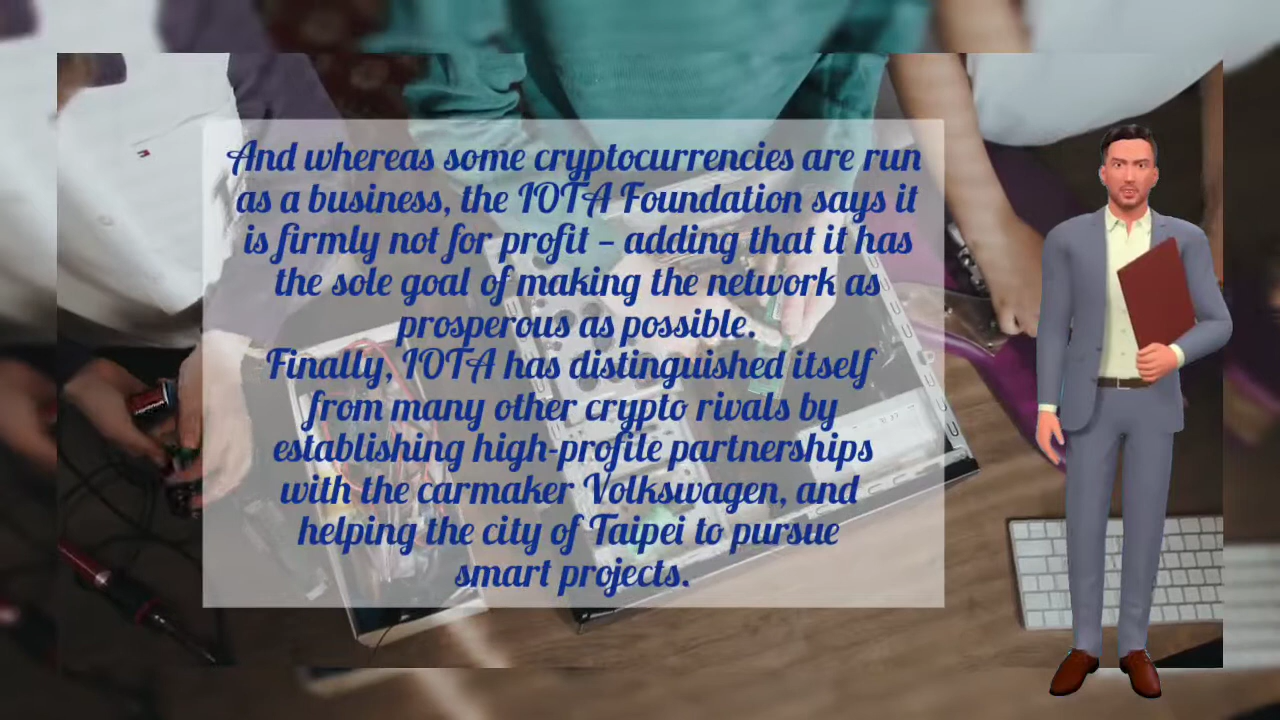 And whereas some cryptocurrencies are run
as a business, the IOTA Foundation says it
is firmly not for profit – adding that it has
the sole goal of making the network as
prosperous as possible.
Finally, IOTA has distinguished itself
from many other crypto rivals by
establishing high-profile partnerships
with the carmaker Volkswagen, and
helping the city of Taipei to pursue
smart projects.